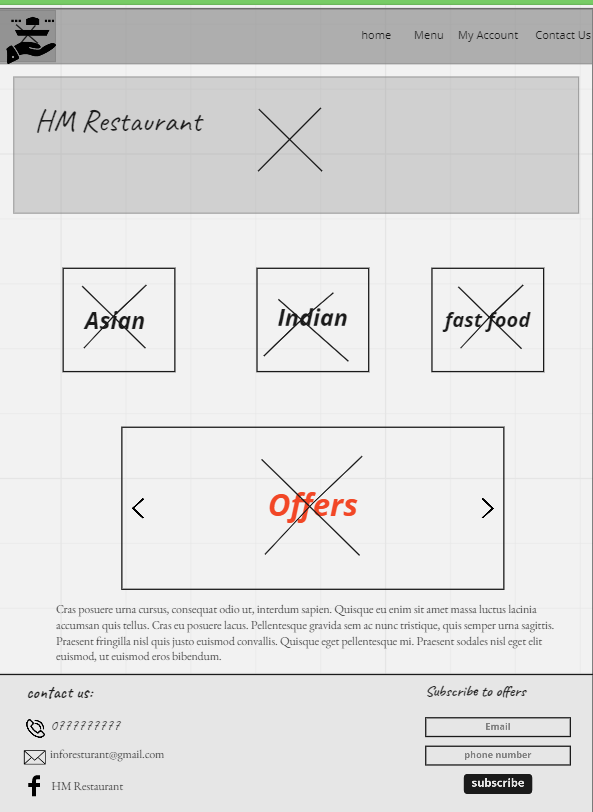 home Menu My Account Contact Us
HM Restaurant
Asian Indian fast food
Offers
Cras posuere urna cursus, consequat odio ut, interdum sapien. Quisque eu enim sit amet massa luctus lacinia
accumsan quis tellus. Cras eu posuere lacus. Pellentesque gravida sem ac nunc tristique, quis semper urna sagittis.
Praesent fringilla nisl quis justo euismod convallis. Quisque eget pellentesque mi. Praesent sodales nisl eget elit
euismod, ut euismod eros bibendum.
contact us:
0777777777
inforesturant@gmail.com
HM Restaurant
Subscribe to offers
Email
phone number
subscribe